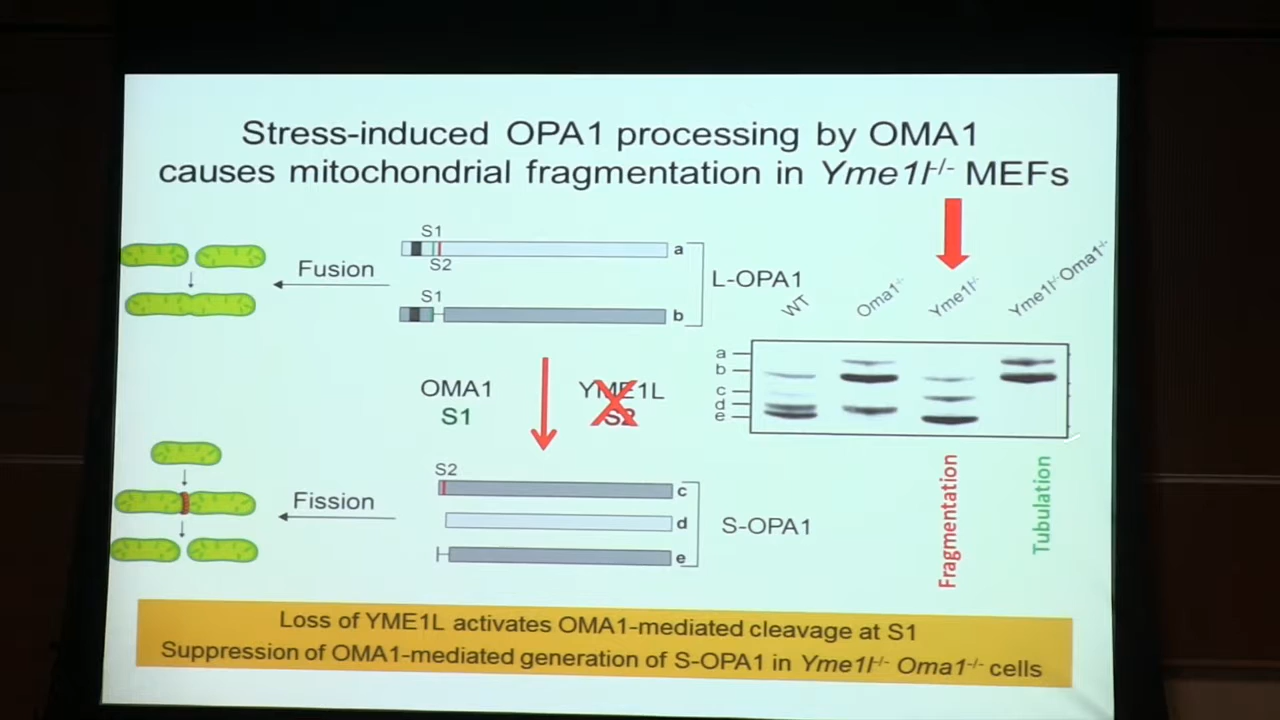 Stress-induced OPA1 processing by OMA1
causes mitochondrial fragmentation in Yme1l-/- MEFs
S1
S2
a
Fusion
L-OPA1
S1
b
WT
Oma1-/-
Yme1l-/-
Yme1l-/- Oma1-/-
a
b
c
d
e
OMA1
S1
YME1L
S2
Fragmentation
Tubulation
S2
c
Fission
d
S-OPA1
e
Loss of YME1L activates OMA1-mediated cleavage at S1
Suppression of OMA1-mediated generation of S-OPA1 in Yme1l-/- Oma1-/- cells